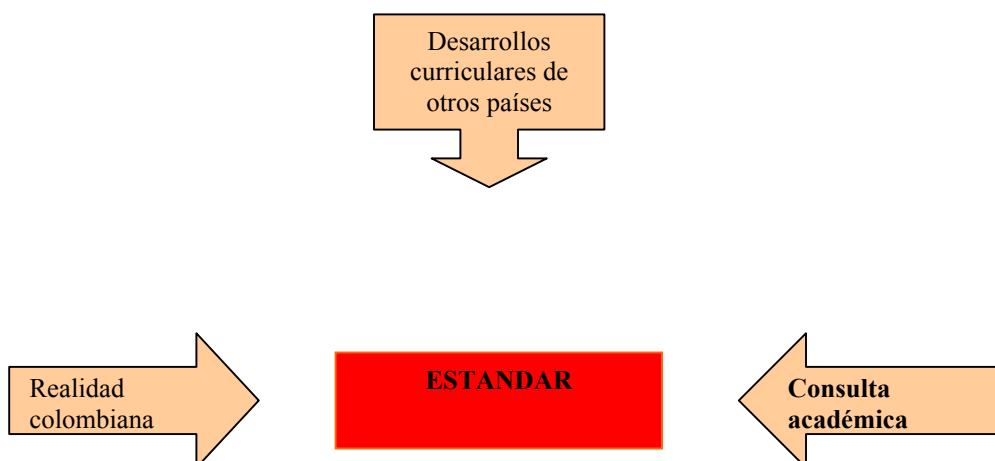 Desarrollos
curriculares de
otros países
ESTANDAR
Realidad
colombiana
Consulta
académica